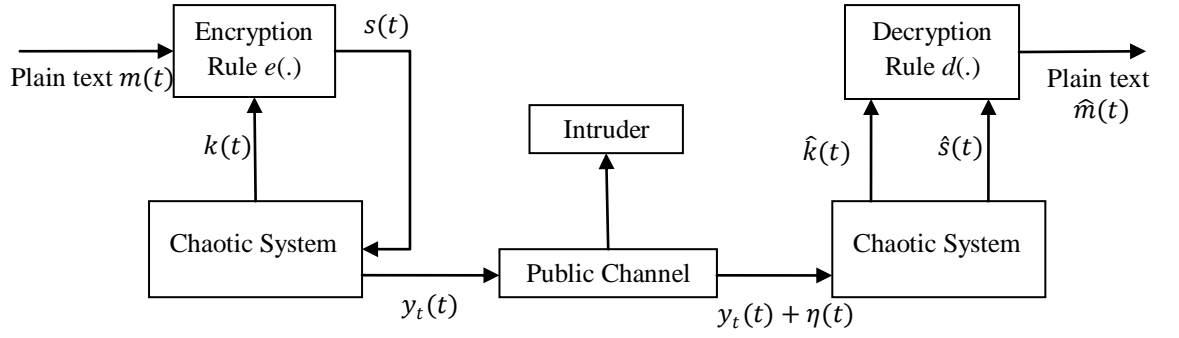 Encryption
Rule e(.)
s(t)
Plain text m(t)
k(t)
Chaotic System
y_t(t)
Intruder
Public Channel
y_t(t) + η(t)
Decryption
Rule d(.)
Plain text
m̂(t)
k̂(t)
ŝ(t)
Chaotic System